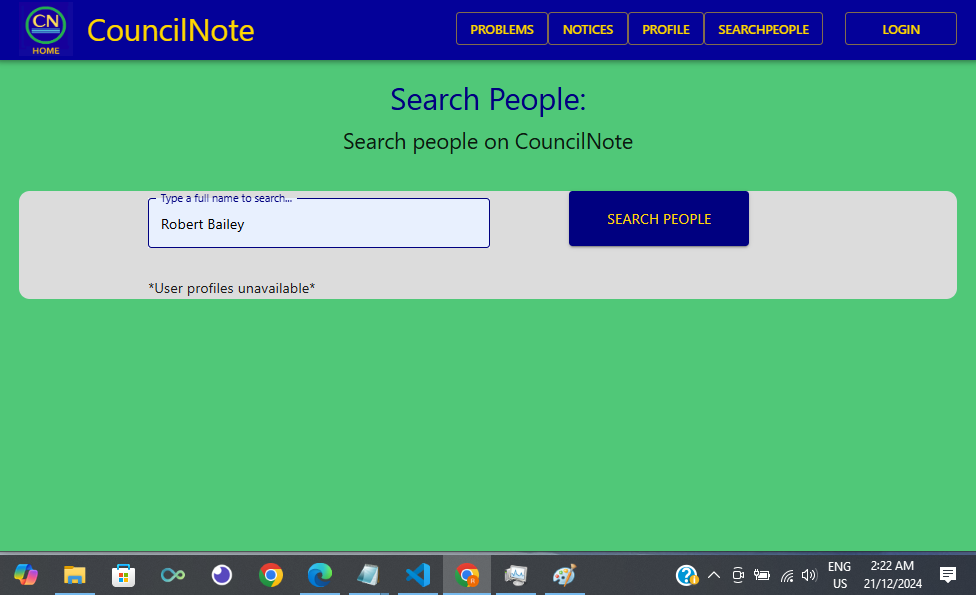 CN
HOME
CouncilNote
PROBLEMS NOTICES PROFILE SEARCHPEOPLE LOGIN
Search People:
Search people on CouncilNote
Type a full name to search...
Robert Bailey
SEARCH PEOPLE
*User profiles unavailable*
ENG
US
2:22 AM
21/12/2024